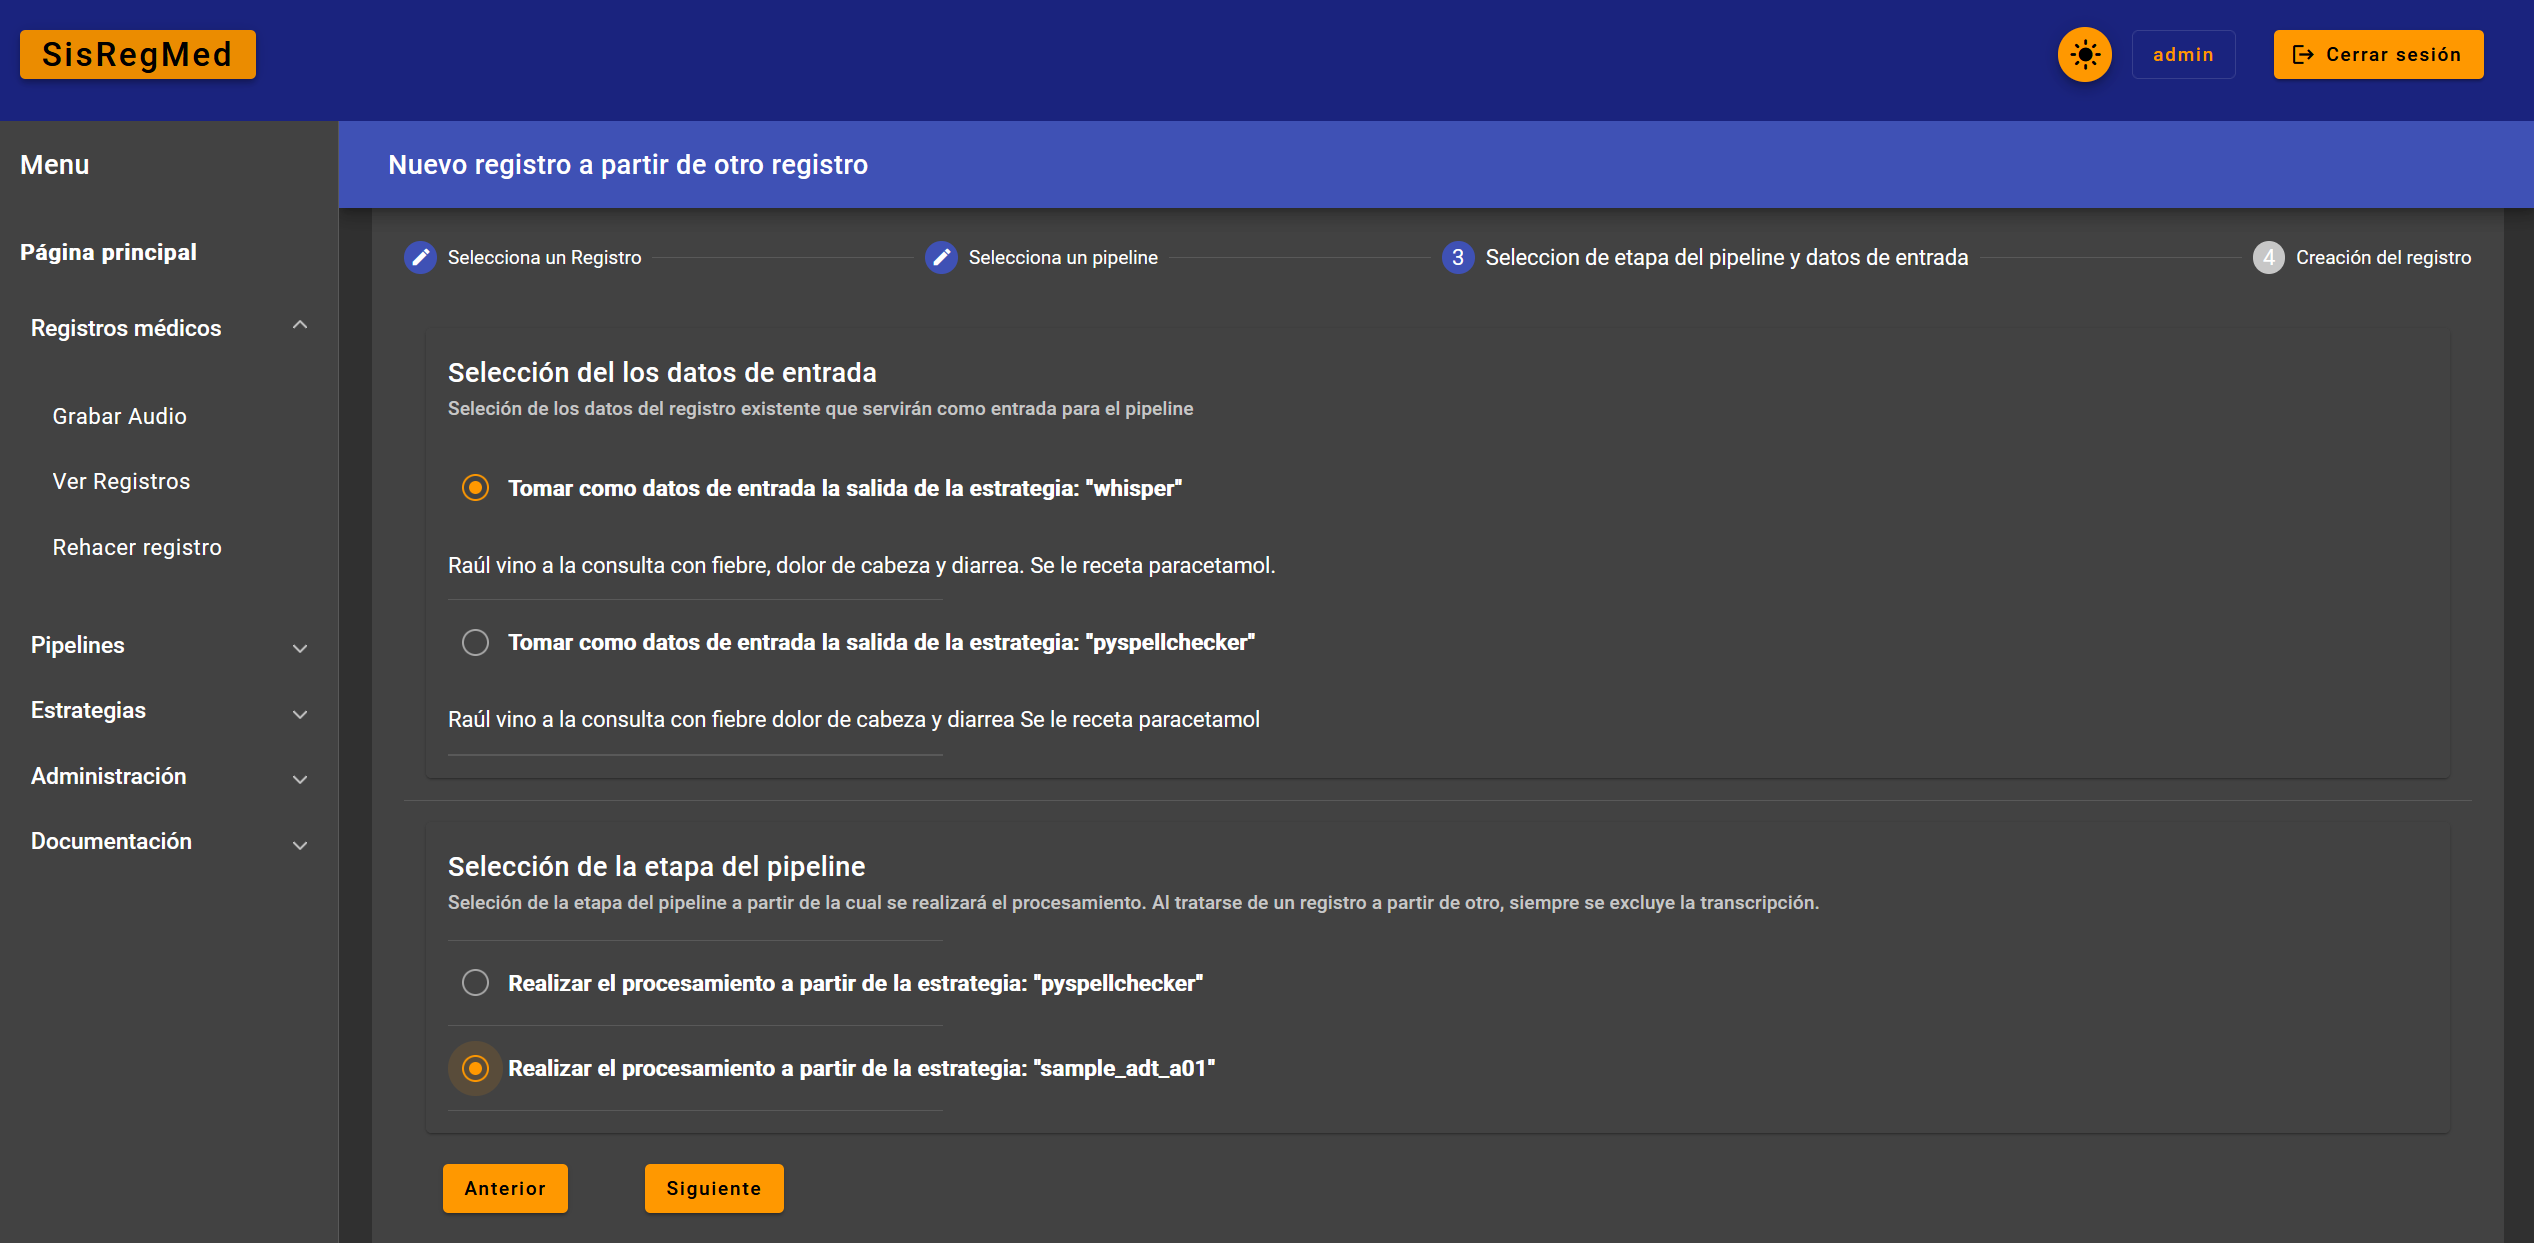 SisRegMed
admin
Cerrar sesión
Menu
Página principal
Registros médicos
Grabar Audio
Ver Registros
Rehacer registro
Pipelines
Estrategias
Administración
Documentación
Nuevo registro a partir de otro registro
Selecciona un Registro
Selecciona un pipeline
3 Seleccion de etapa del pipeline y datos de entrada
4 Creación del registro
Selección del los datos de entrada
Seleción de los datos del registro existente que servirán como entrada para el pipeline
Tomar como datos de entrada la salida de la estrategia: "whisper"
Raúl vino a la consulta con fiebre, dolor de cabeza y diarrea. Se le receta paracetamol.
Tomar como datos de entrada la salida de la estrategia: "pyspellchecker"
Raúl vino a la consulta con fiebre dolor de cabeza y diarrea Se le receta paracetamol
Selección de la etapa del pipeline
Seleción de la etapa del pipeline a partir de la cual se realizará el procesamiento. Al tratarse de un registro a partir de otro, siempre se excluye la transcripción.
Realizar el procesamiento a partir de la estrategia: "pyspellchecker"
Realizar el procesamiento a partir de la estrategia: "sample_adt_a01"
Anterior
Siguiente